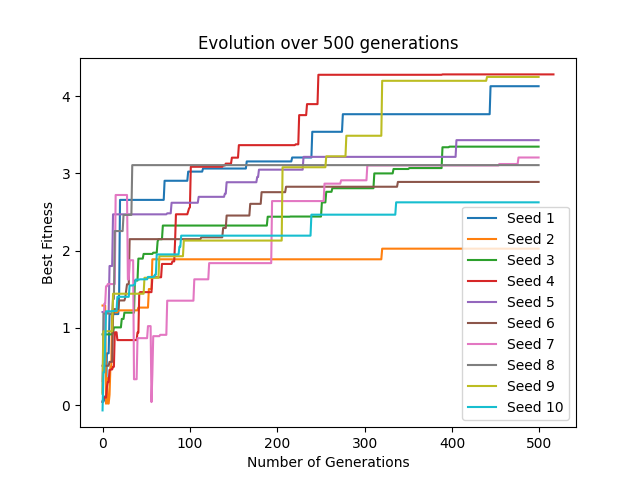 Evolution over 500 generations
Best Fitness
4
3
2
1
0
0 100 200 300 400 500
Number of Generations
Seed 1
Seed 2
Seed 3
Seed 4
Seed 5
Seed 6
Seed 7
Seed 8
Seed 9
Seed 10